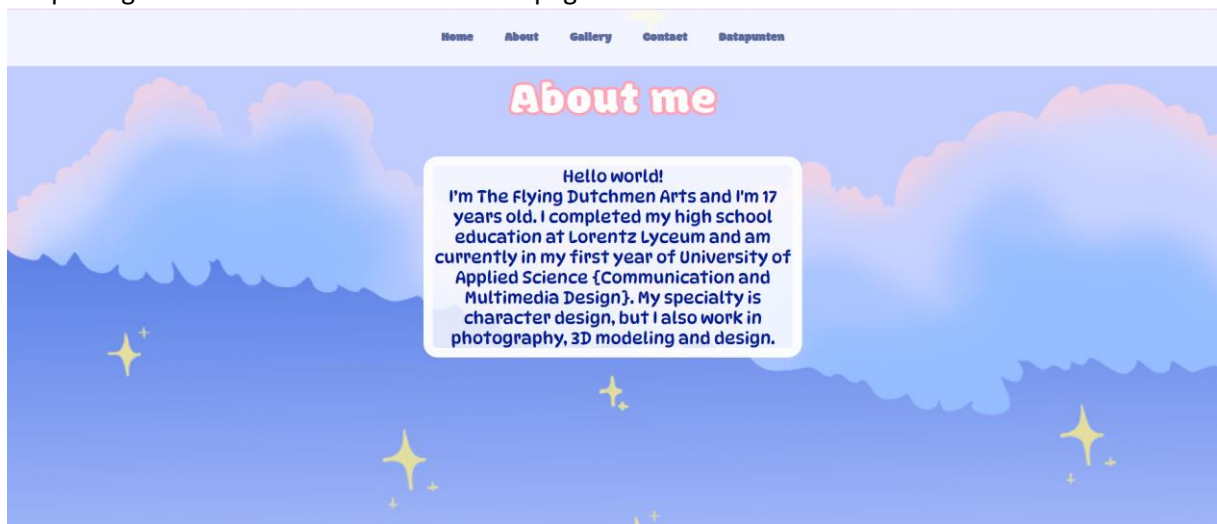 Home About Gallery Contact Datapunten
About me
Hello world!
I'm The Flying Dutchmen Arts and I'm 17
years old. I completed my high school
education at Lorentz Lyceum and am
currently in my first year of University of
Applied Science {Communication and
Multimedia Design}. My specialty is
character design, but I also work in
photography, 3D modeling and design.